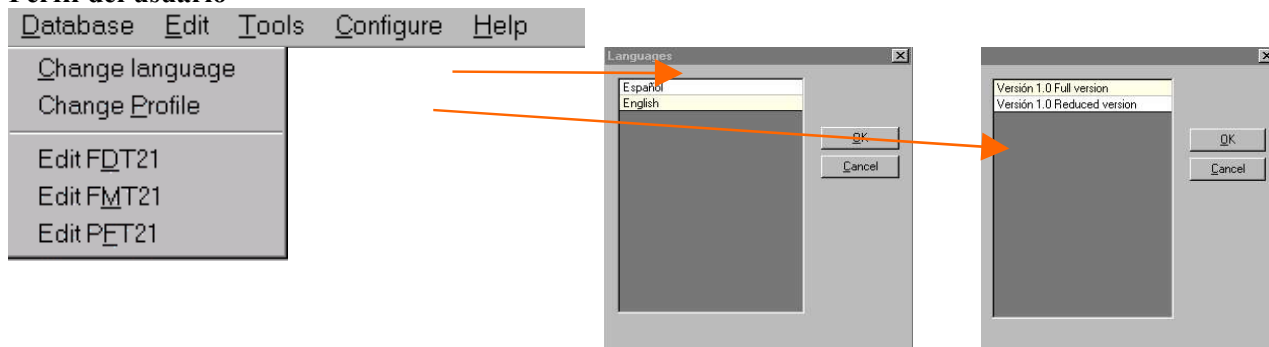 Perfil del usuario
Database Edit Tools Configure Help
Change language
Change Profile
Edit FDT21
Edit FMT21
Edit PFT21
Languages
Español
English
OK
Cancel
Versión 1.0 Full version
Versión 1.0 Reduced version
OK
Cancel